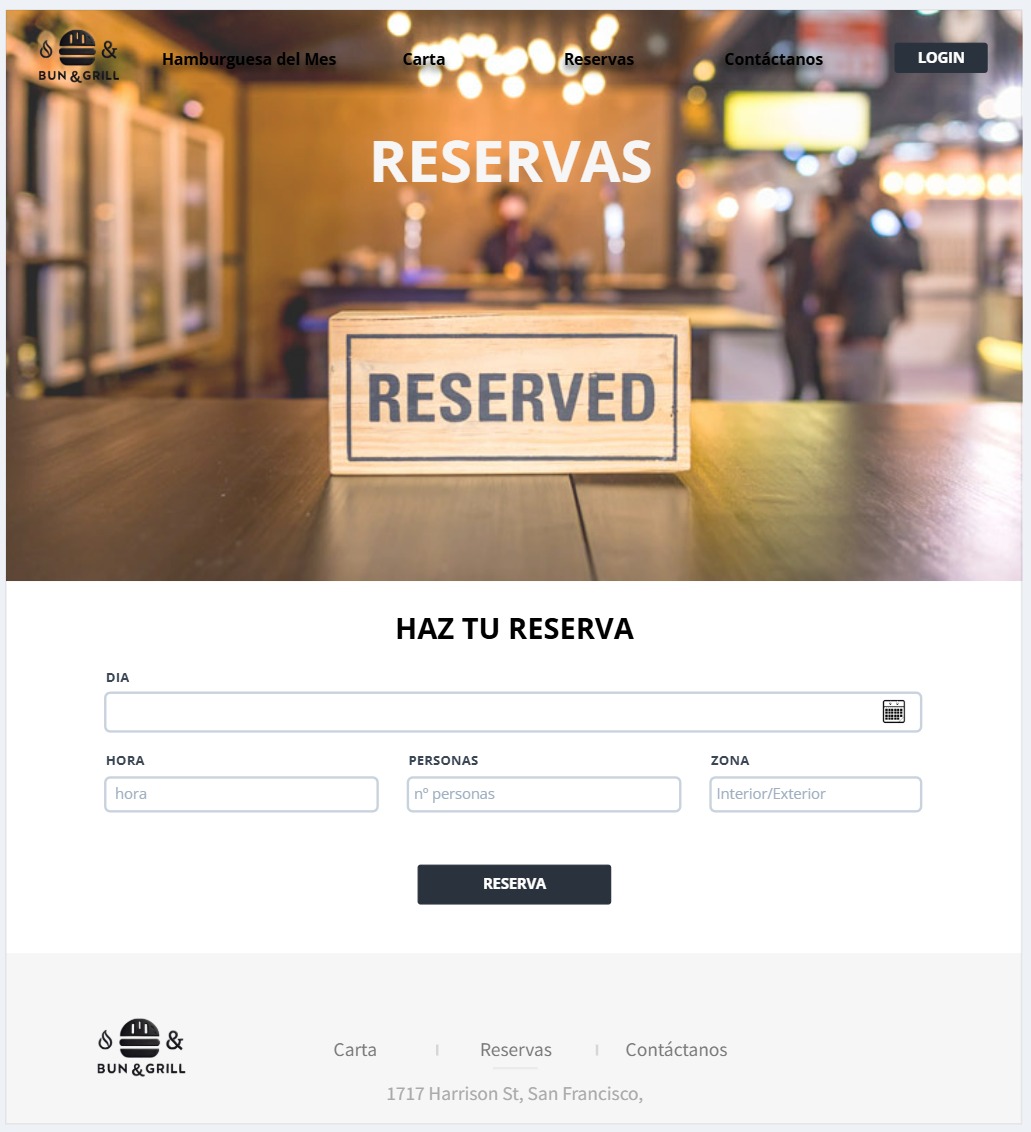 BUN & GRILL
Hamburguesa del Mes
Carta
Reservas
Contáctanos
LOGIN
RESERVAS
RESERVED
HAZ TU RESERVA
DIA
HORA
PERSONAS
ZONA
hora
nº personas
Interior/Exterior
RESERVA
BUN & GRILL
Carta
Reservas
Contáctanos
1717 Harrison St, San Francisco,